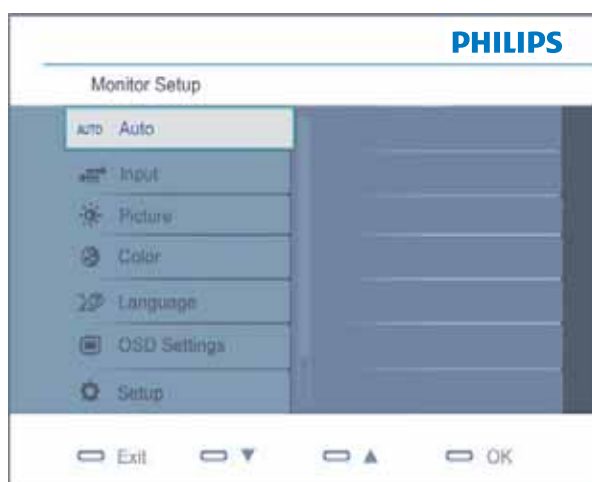 PHILIPS
Monitor Setup
AUTO Auto
Input
Picture
Color
Language
OSD Settings
Setup
Exit ▼ ▲ OK